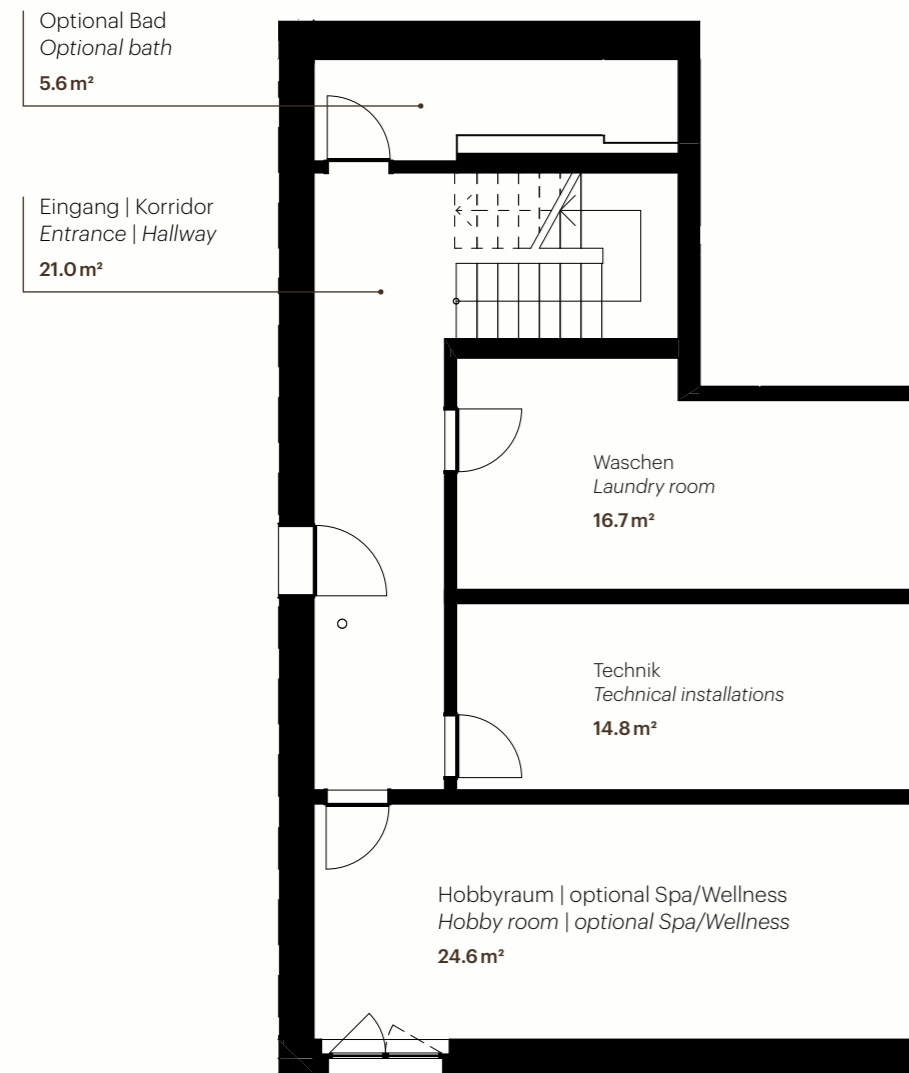 Optional Bad
Optional bath
5.6 m²
Eingang | Korridor
Entrance | Hallway
21.0 m²
Waschen
Laundry room
16.7 m²
Technik
Technical installations
14.8 m²
Hobbyraum | optional Spa/Wellness
Hobby room | optional Spa/Wellness
24.6 m²